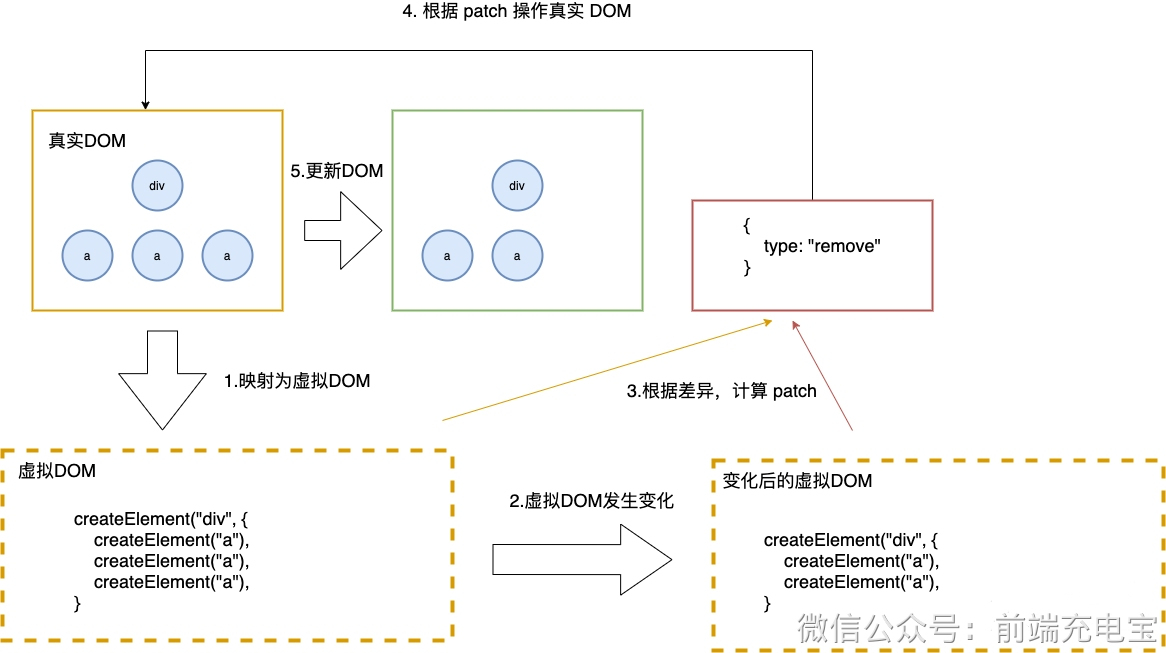 4. 根据 patch 操作真实 DOM
真实DOM
div
a
a
a
5.更新DOM
div
a
a
{
type: "remove"
}
1.映射为虚拟DOM
3.根据差异，计算 patch
虚拟DOM
createElement("div", {
createElement("a"),
createElement("a"),
createElement("a"),
}
2.虚拟DOM发生变化
变化后的虚拟DOM
createElement("div", {
createElement("a"),
createElement("a"),
}
微信公众号：前端充电宝